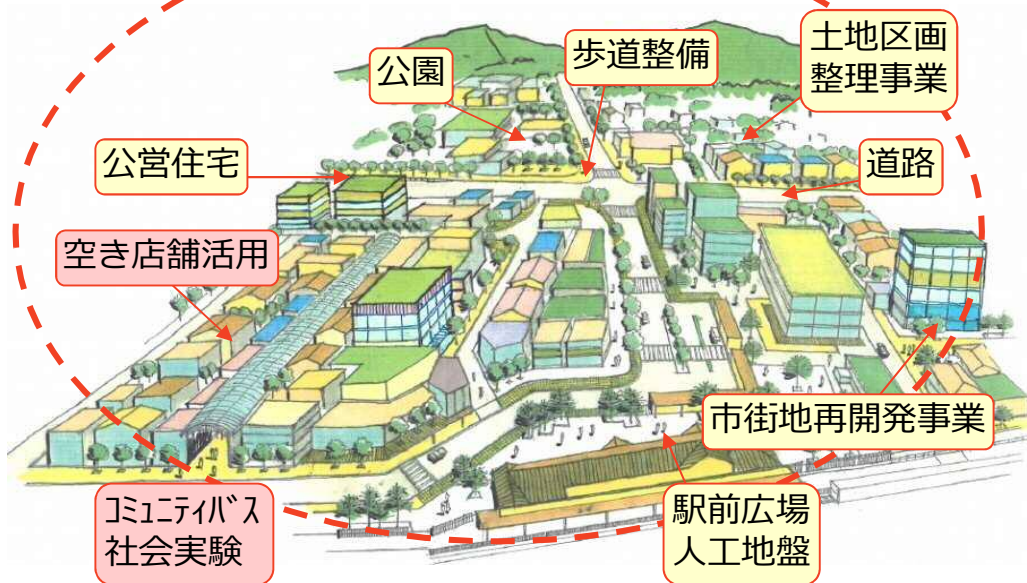 公園
歩道整備
土地区画
整理事業
公営住宅
道路
空き店舗活用
市街地再開発事業
ｺﾐｭﾆﾃｨﾊﾞｽ
社会実験
駅前広場
人工地盤